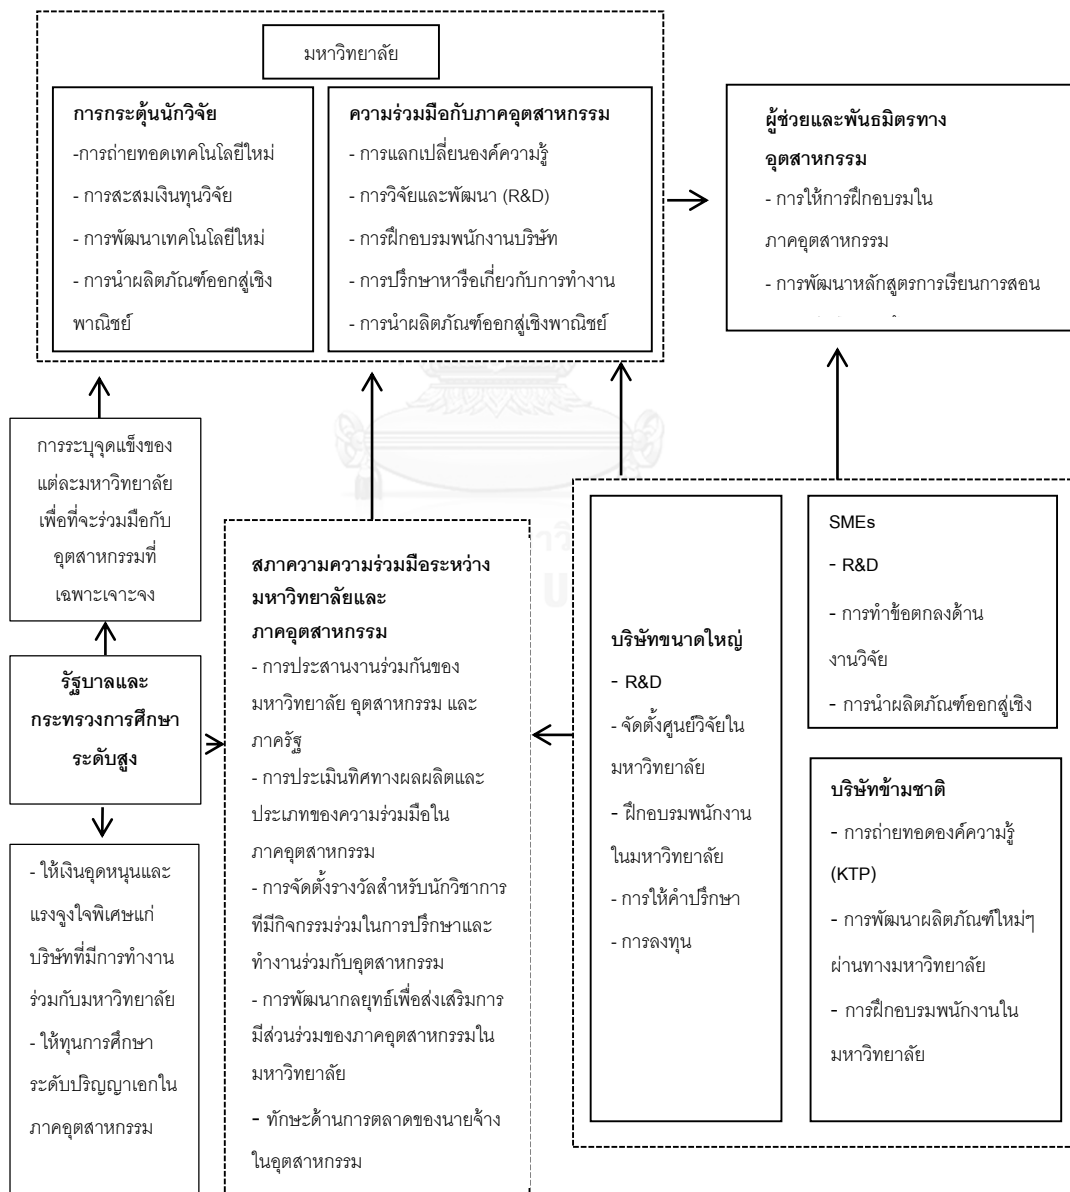 มหาวิทยาลัย
การกระตุ้นนักวิจัย
-การถ่ายทอดเทคโนโลยีใหม่
- การสะสมเงินทุนวิจัย
- การพัฒนาเทคโนโลยีใหม่
- การนำผลิตภัณฑ์ออกสู่เชิง
พาณิชย์
ความร่วมมือกับภาคอุตสาหกรรม
- การแลกเปลี่ยนองค์ความรู้
- การวิจัยและพัฒนา (R&D)
- การฝึกอบรมพนักงานบริษัท
- การปรึกษาหารือเกี่ยวกับการทำงาน
- การนำผลิตภัณฑ์ออกสู่เชิงพาณิชย์
ผู้ช่วยและพันธมิตรทาง
อุตสาหกรรม
- การให้การฝึกอบรมใน
ภาคอุตสาหกรรม
- การพัฒนาหลักสูตรการเรียนการสอน
การระบุจุดแข็งของ
แต่ละมหาวิทยาลัย
เพื่อที่จะร่วมมือกับ
อุตสาหกรรมที่
เฉพาะเจาะจง
รัฐบาลและ
กระทรวงการศึกษา
ระดับสูง
- ให้เงินอุดหนุนและ
แรงจูงใจพิเศษแก่
บริษัทที่มีการทำงาน
ร่วมกับมหาวิทยาลัย
- ให้ทุนการศึกษา
ระดับปริญญาเอกใน
ภาคอุตสาหกรรม
สภาความความร่วมมือระหว่าง
มหาวิทยาลัยและ
ภาคอุตสาหกรรม
- การประสานงานร่วมกันของ
มหาวิทยาลัย อุตสาหกรรม และ
ภาครัฐ
- การประเมินทิศทางผลผลิตและ
ประเภทของความร่วมมือใน
ภาคอุตสาหกรรม
- การจัดตั้งรางวัลสำหรับนักวิชาการ
ที่มีกิจกรรมร่วมในการปรึกษาและ
ทำงานร่วมกับอุตสาหกรรม
- การพัฒนากลยุทธ์เพื่อส่งเสริมการ
มีส่วนร่วมของภาคอุตสาหกรรมใน
มหาวิทยาลัย
- ทักษะด้านการตลาดของนายจ้าง
ในอุตสาหกรรม
บริษัทขนาดใหญ่
- R&D
- จัดตั้งศูนย์วิจัยใน
มหาวิทยาลัย
- ฝึกอบรมพนักงาน
ในมหาวิทยาลัย
- การให้คำปรึกษา
- การลงทุน
SMEs
- R&D
- การทำข้อตกลงด้าน
งานวิจัย
- การนำผลิตภัณฑ์ออกสู่เชิง
บริษัทข้ามชาติ
- การถ่ายทอดองค์ความรู้
(KTP)
- การพัฒนาผลิตภัณฑ์ใหม่ๆ
ผ่านทางมหาวิทยาลัย
- การฝึกอบรมพนักงานใน
มหาวิทยาลัย